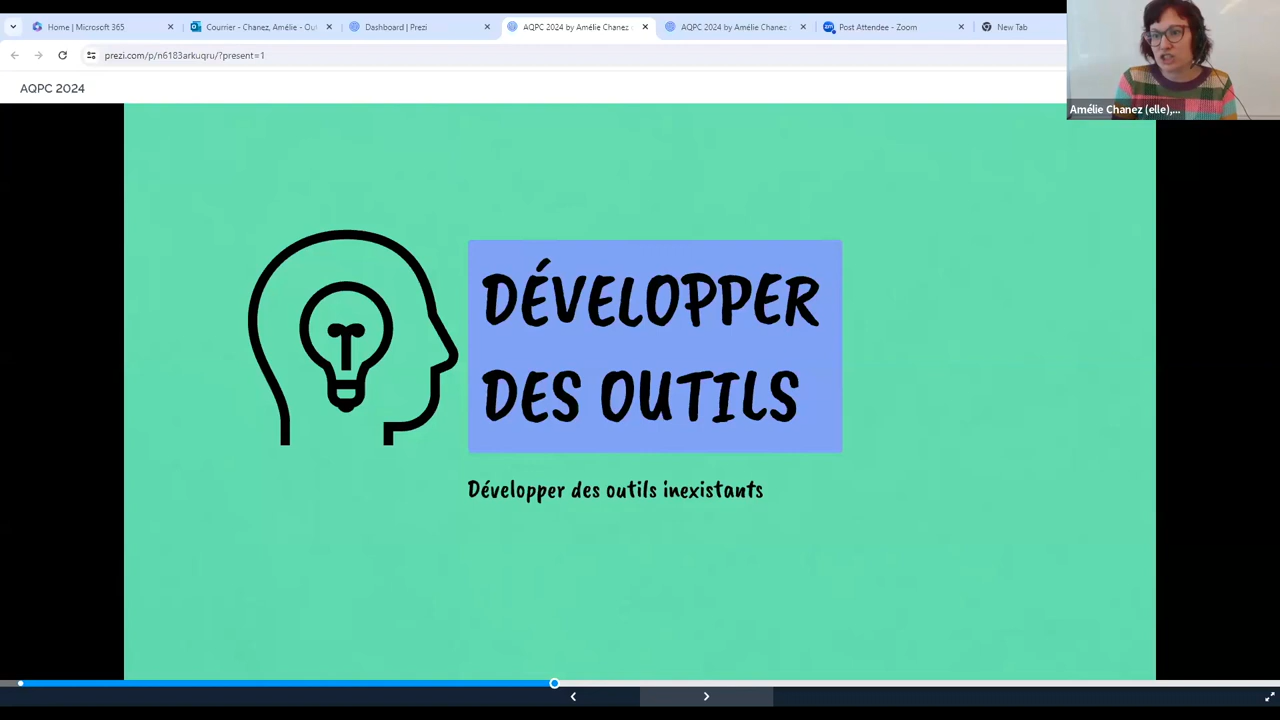 Home | Microsoft 365
Courrier - Chanez, Amélie - Ou
Dashboard | Prezi
AQPC 2024 by Amélie Chanez
AQPC 2024 by Amélie Chanez
Post Attendee - Zoom
New Tab
prezi.com/p/n6183arkuqru/?present=1
AQPC 2024
Amélie Chanez (elle),...
DÉVELOPPER
DES OUTILS
Développer des outils inexistants